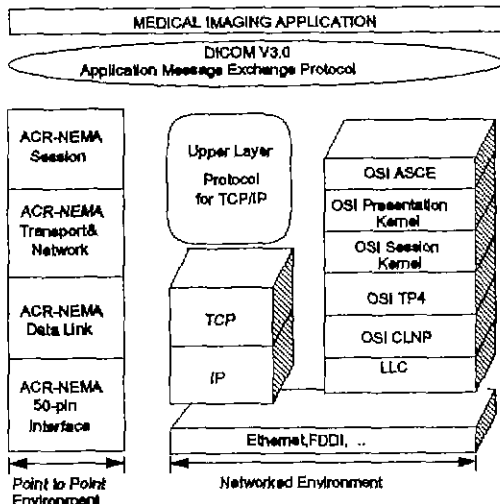 MEDICAL IMAGING APPLICATION
DICOM V3.0
Application Message Exchange Protocol
ACR-NEMA
Session
ACR-NEMA
Transport&
Network
ACR-NEMA
Data Link
ACR-NEMA
50-pin
Interface
Point to Point
Environment
Upper Layer
Protocol
for TCP/IP
TCP
IP
OSI ASCE
OSI Presentation
Kernel
OSI Session
Kernel
OSI TP4
OSI CLNP
LLC
Ethernet,FDDI, ..
Networked Environment